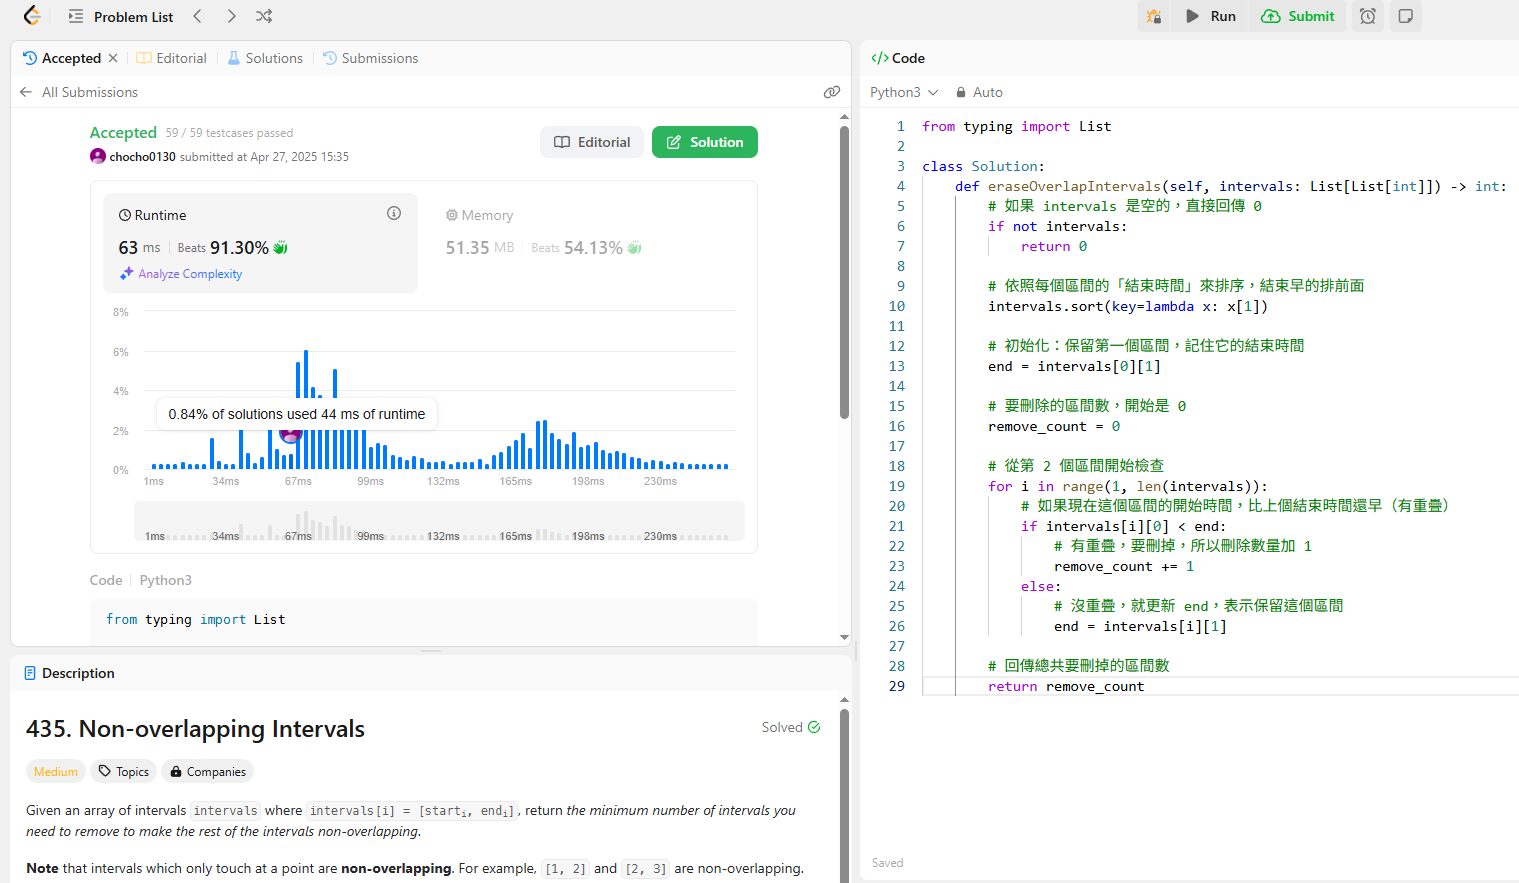 Problem List
Run
Submit
Accepted
Editorial
Solutions
Submissions
All Submissions
Accepted 59 / 59 testcases passed
chocho0130 submitted at Apr 27, 2025 15:35
Editorial
Solution
Runtime
63 ms Beats 91.30%
Analyze Complexity
Memory
51.35 MB Beats 54.13%
8%
6%
4%
2%
0%
0.84% of solutions used 44 ms of runtime
1ms 34ms 67ms 99ms 132ms 165ms 198ms 230ms
1ms 34ms 67ms 99ms 132ms 165ms 198ms 230ms
Code Python3
from typing import List
Description
435. Non-overlapping Intervals
Solved
Medium
Topics
Companies
Given an array of intervals intervals where intervals[i] = [starti, endi], return the minimum number of intervals you
need to remove to make the rest of the intervals non-overlapping.
Note that intervals which only touch at a point are non-overlapping. For example, [1, 2] and [2, 3] are non-overlapping.
</> Code
Python3
Auto
1 from typing import List
2
3 class Solution:
4 def eraseOverlapIntervals(self, intervals: List[List[int]]) -> int:
5 # 如果 intervals 是空的，直接回傳 0
6 if not intervals:
7 return 0
8
9 # 依照每個區間的「結束時間」來排序，結束早的排前面
10 intervals.sort(key=lambda x: x[1])
11
12 # 初始化：保留第一個區間，記住它的結束時間
13 end = intervals[0][1]
14
15 # 要刪除的區間數，開始是 0
16 remove_count = 0
17
18 # 從第 2 個區間開始檢查
19 for i in range(1, len(intervals)):
20 # 如果現在這個區間的開始時間，比上個結束時間還早（有重疊）
21 if intervals[i][0] < end:
22 # 有重疊，要刪掉，所以刪除數量加 1
23 remove_count += 1
24 else:
25 # 沒重疊，就更新 end，表示保留這個區間
26 end = intervals[i][1]
27
28 # 回傳總共要刪掉的區間數
29 return remove_count
Saved